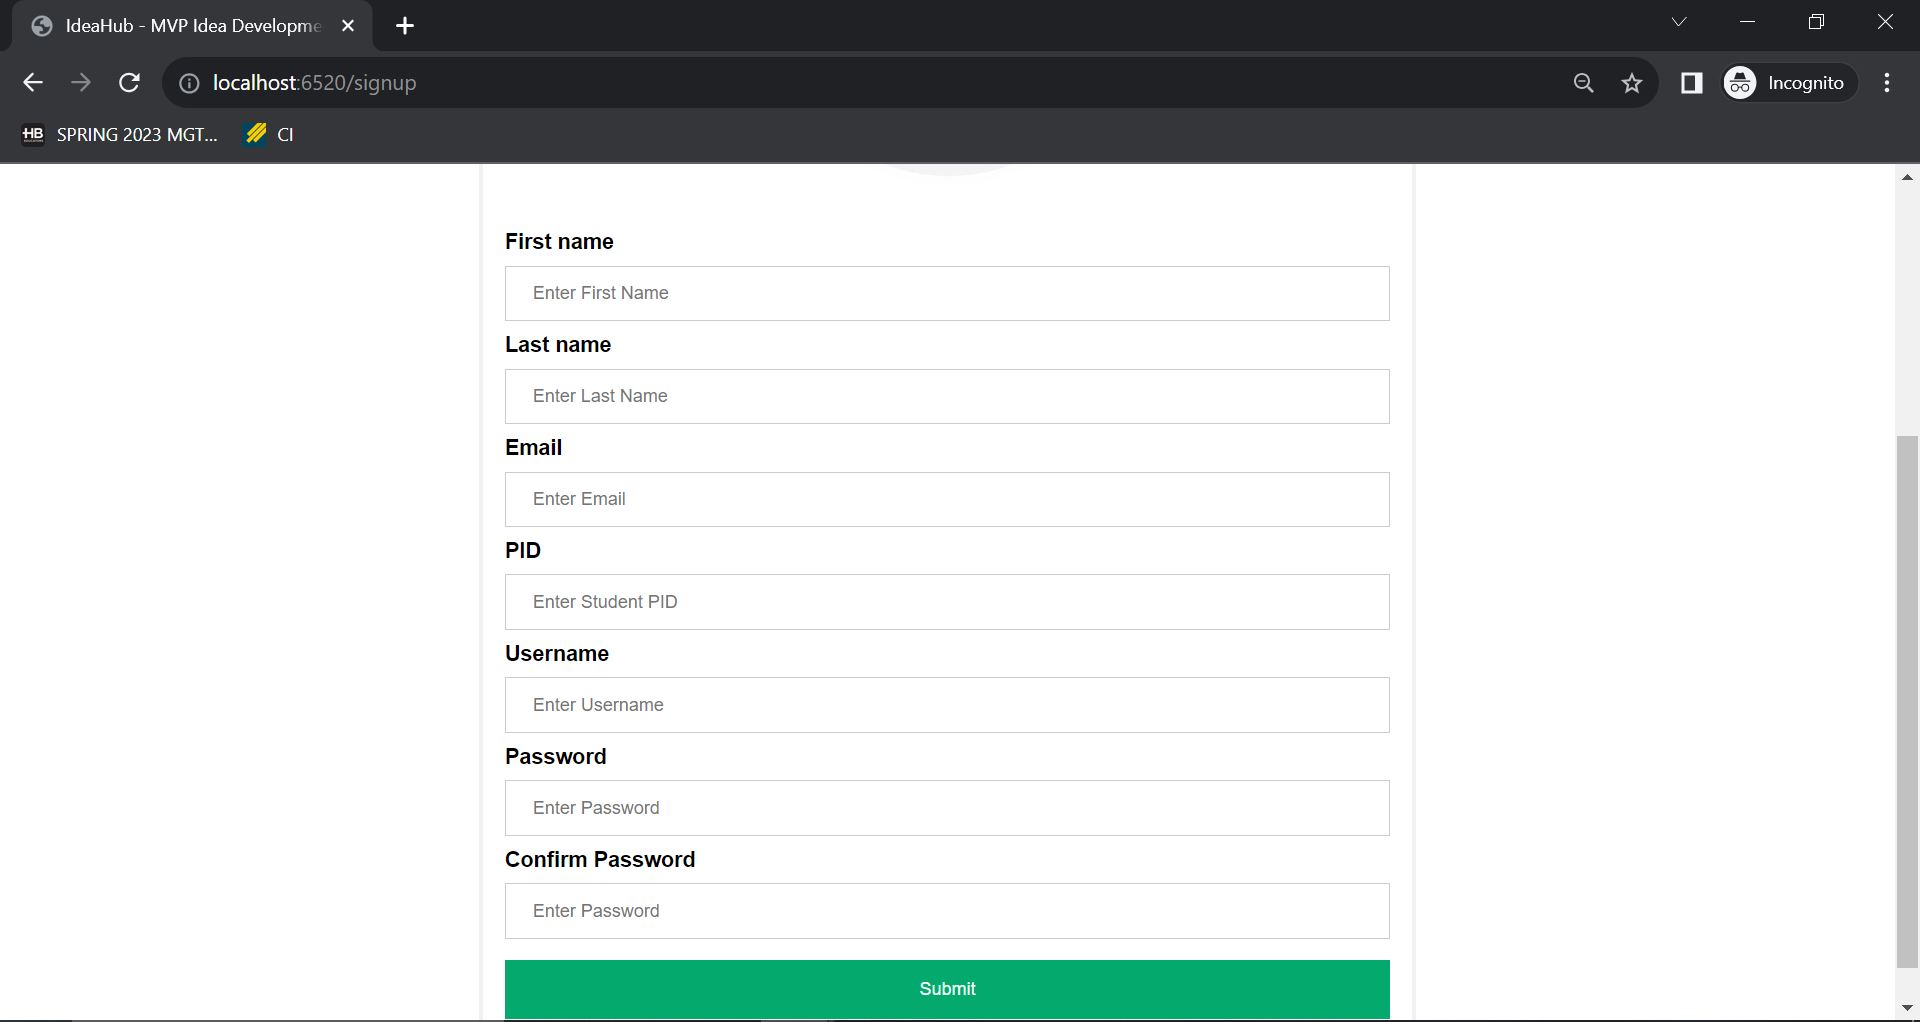 IdeaHub - MVP Idea Developme
localhost:6520/signup
Incognito
HB
SPRING 2023 MGT...
CI
First name
Enter First Name
Last name
Enter Last Name
Email
Enter Email
PID
Enter Student PID
Username
Enter Username
Password
Enter Password
Confirm Password
Enter Password
Submit